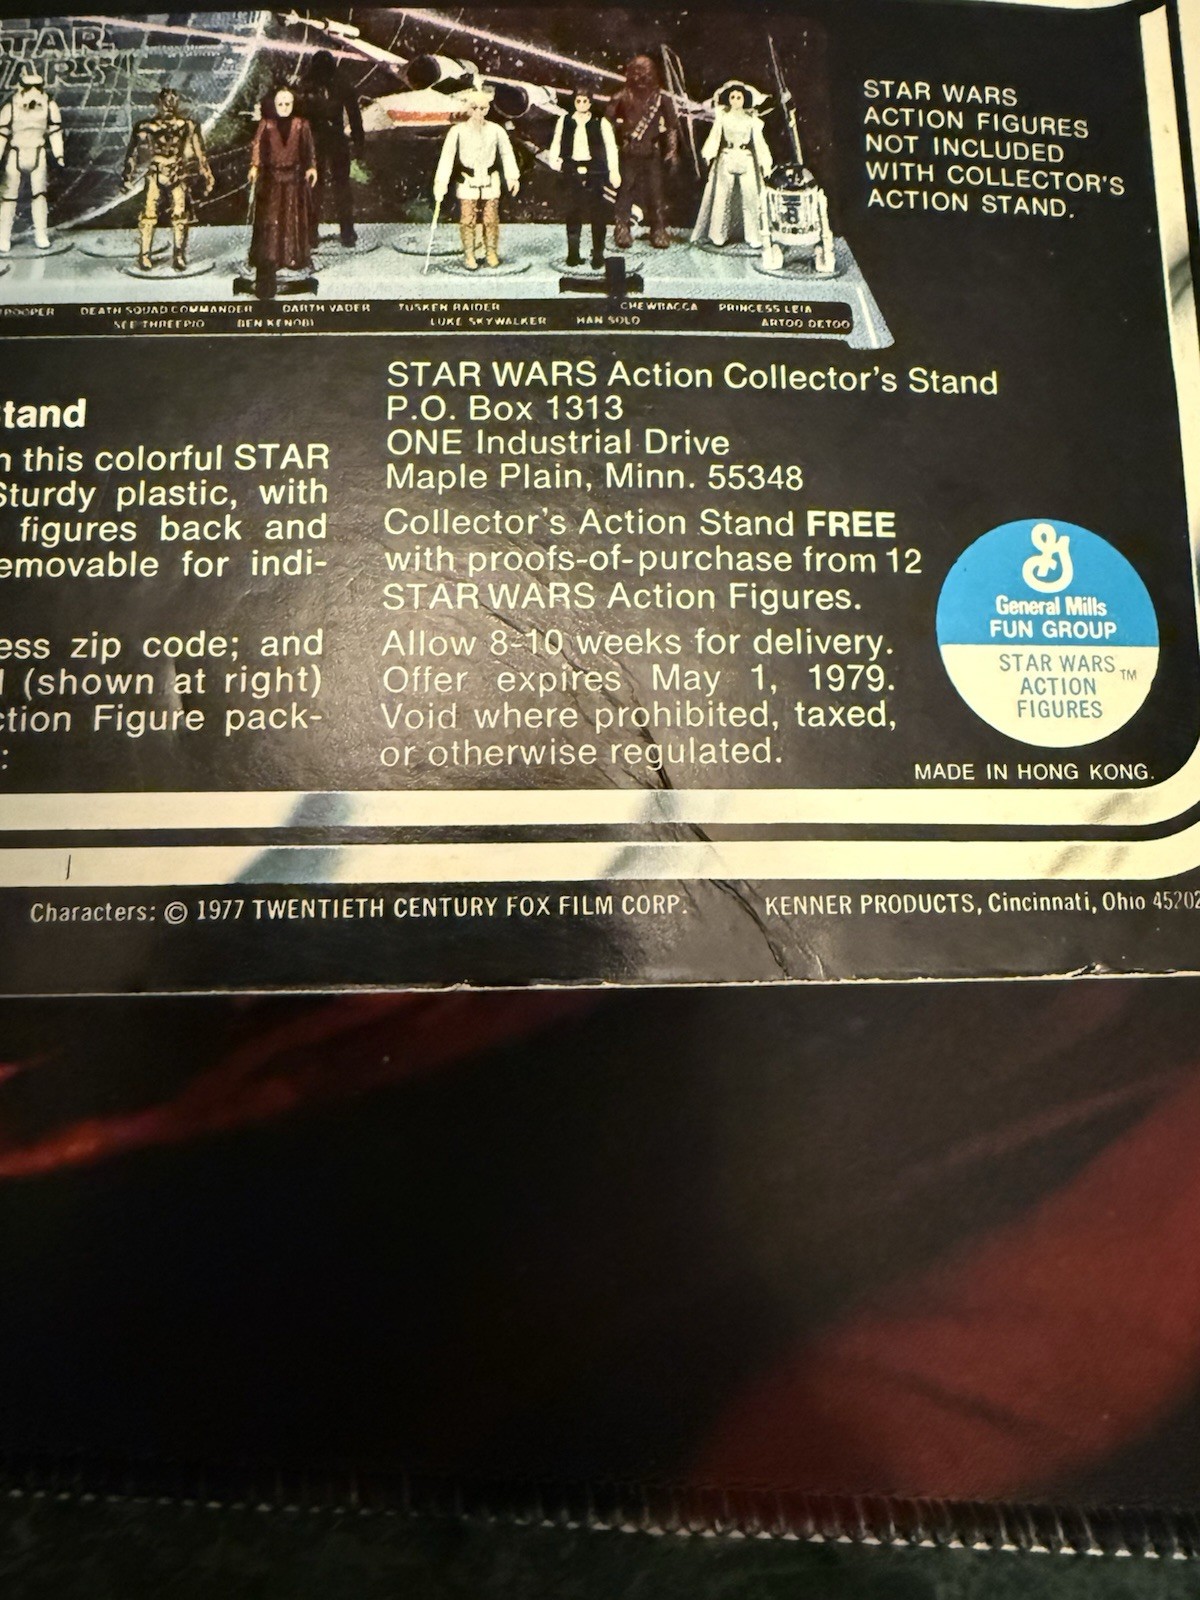 STAR
WARS
STAR WARS
ACTION FIGURES
NOT INCLUDED
WITH COLLECTOR'S
ACTION STAND.
ROOPER DEATH SQUAD COMMANDER DARTH VADER TUSKEN RAIDER CHEWBACCA PRINCESS LEIA
SEE THREEPIO BEN KENOBI LUKE SKYWALKER HAN SOLO ARTOO DETOO
tand
n this colorful STAR
Sturdy plastic, with
figures back and
emovable for indi-
ess zip code; and
(shown at right)
ction Figure pack-
:
STAR WARS Action Collector's Stand
P.O. Box 1313
ONE Industrial Drive
Maple Plain, Minn. 55348
Collector's Action Stand FREE
with proofs-of-purchase from 12
STAR WARS Action Figures.
Allow 8-10 weeks for delivery.
Offer expires May 1, 1979.
Void where prohibited, taxed,
or otherwise regulated.
General Mills
FUN GROUP
STAR WARS™
ACTION
FIGURES
MADE IN HONG KONG.
Characters: © 1977 TWENTIETH CENTURY FOX FILM CORP. KENNER PRODUCTS, Cincinnati, Ohio 45202